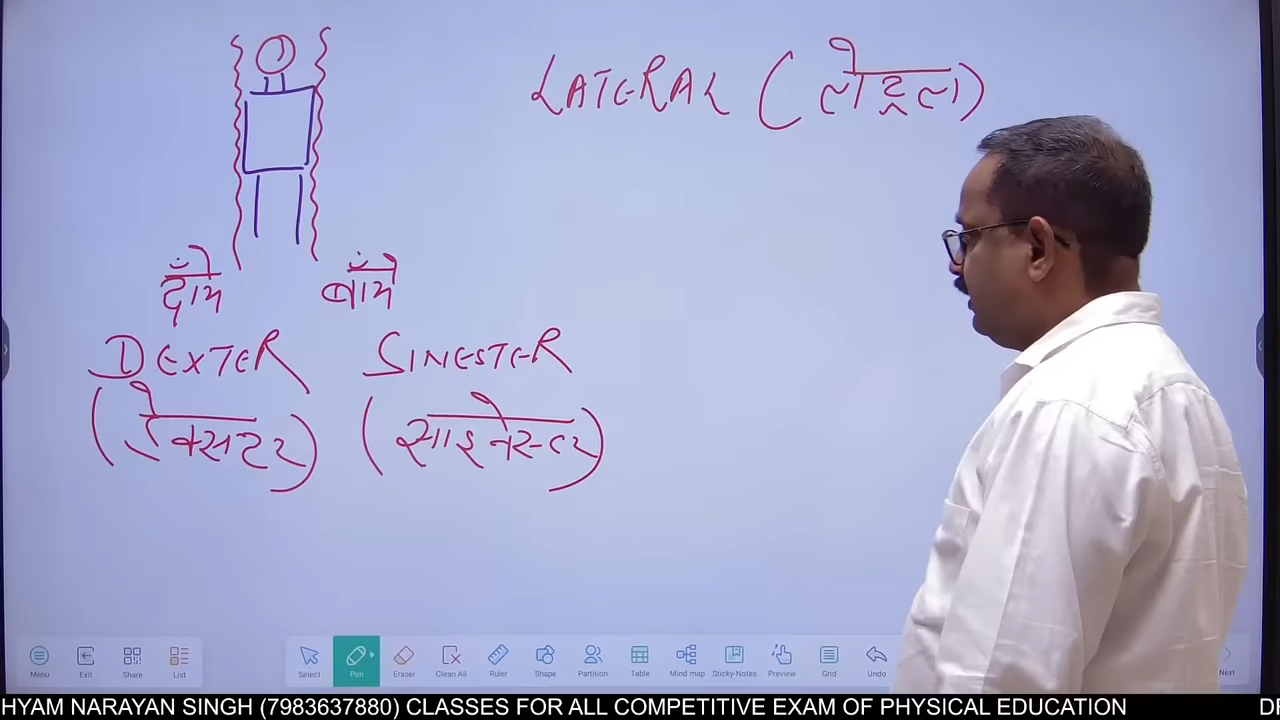 LATERAL (लेट्रल)
दाँये बाँये
DEXTER SINESTER
(डेक्सटर) (साइनेस्टर)
Menu Exit Share List Select Pen Eraser Clean All Ruler Shape Partition Table Mind map Sticky-Notes Preview Grid Undo Next
HYAM NARAYAN SINGH (7983637880) CLASSES FOR ALL COMPETITIVE EXAM OF PHYSICAL EDUCATION